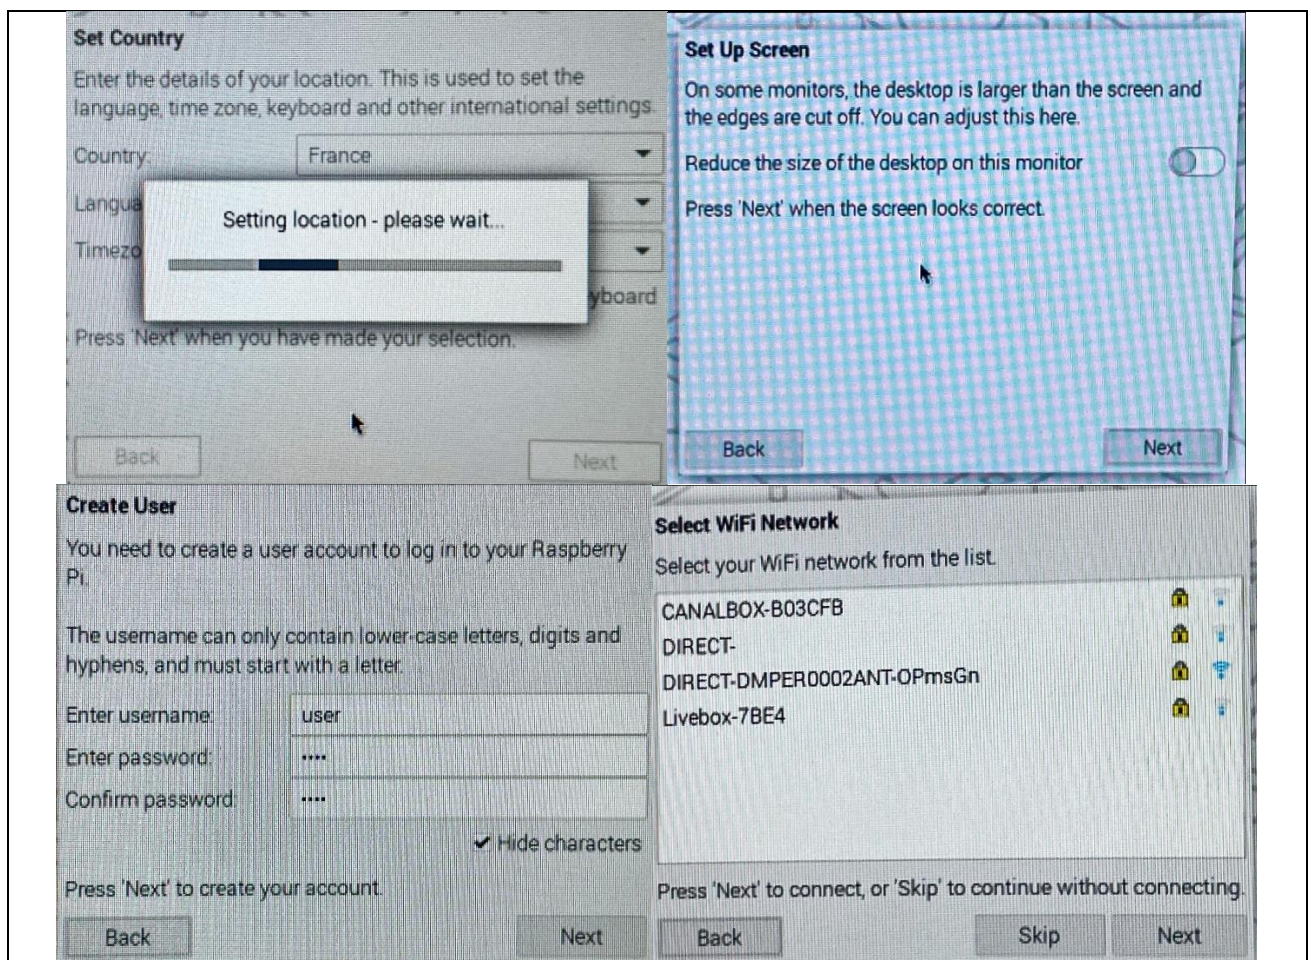 Set Country
Enter the details of your location. This is used to set the
language, time zone, keyboard and other international settings.
Country:
France
Langua
Timezo
Setting location - please wait...
yboard
Press 'Next' when you have made your selection.
Back
Next
Set Up Screen
On some monitors, the desktop is larger than the screen and
the edges are cut off. You can adjust this here.
Reduce the size of the desktop on this monitor
Press 'Next' when the screen looks correct.
Back
Next
Create User
You need to create a user account to log in to your Raspberry
Pi.
The username can only contain lower-case letters, digits and
hyphens, and must start with a letter.
Enter username:
user
Enter password:
••••
Confirm password:
••••
Hide characters
Press 'Next' to create your account.
Back
Next
Select WiFi Network
Select your WiFi network from the list.
CANALBOX-B03CFB
DIRECT-
DIRECT-DMPER0002ANT-OPmsGn
Livebox-7BE4
Press 'Next' to connect, or 'Skip' to continue without connecting.
Back
Skip
Next